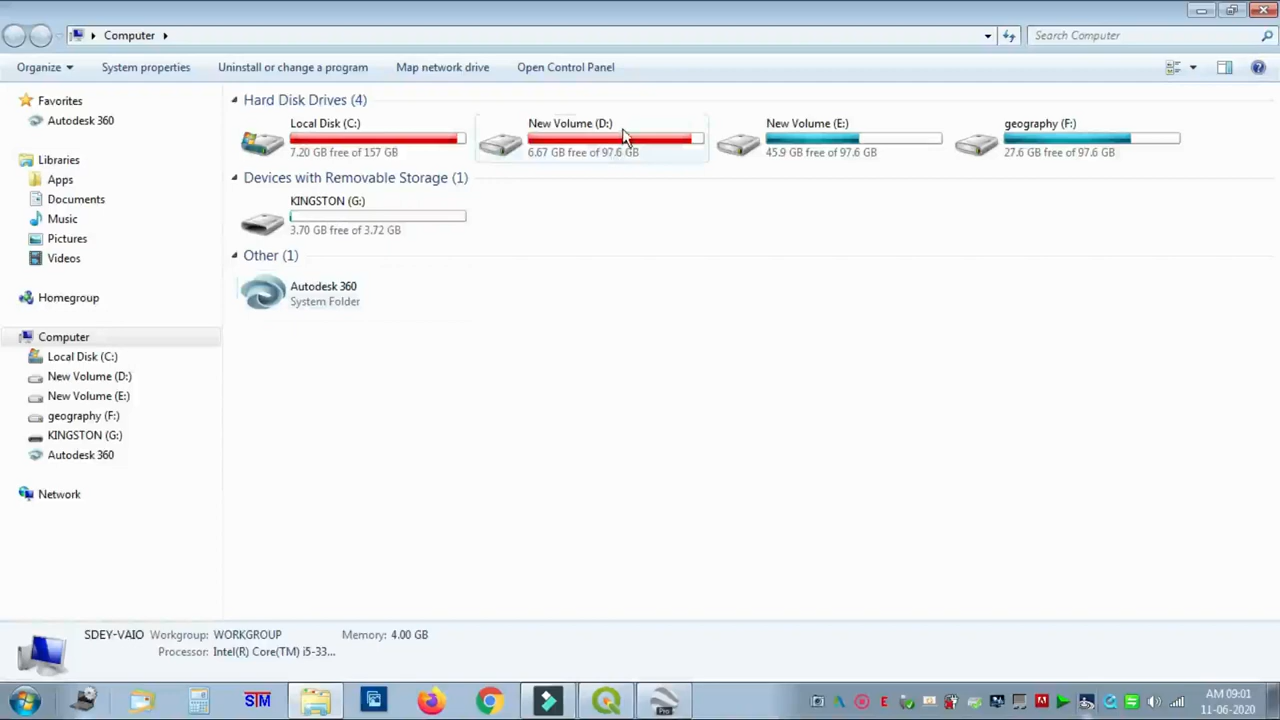 Computer
Search Computer
Organize
System properties
Uninstall or change a program
Map network drive
Open Control Panel
Favorites
Autodesk 360
Libraries
Apps
Documents
Music
Pictures
Videos
Homegroup
Computer
Local Disk (C:)
New Volume (D:)
New Volume (E:)
geography (F:)
KINGSTON (G:)
Autodesk 360
Network
Hard Disk Drives (4)
Local Disk (C:)
7.20 GB free of 157 GB
New Volume (D:)
6.67 GB free of 97.6 GB
New Volume (E:)
45.9 GB free of 97.6 GB
geography (F:)
27.6 GB free of 97.6 GB
Devices with Removable Storage (1)
KINGSTON (G:)
3.70 GB free of 3.72 GB
Other (1)
Autodesk 360
System Folder
SDEY-VAIO Workgroup: WORKGROUP Memory: 4.00 GB
Processor: Intel(R) Core(TM) i5-33...
STM
Pro
AM 09:01
11-06-2020